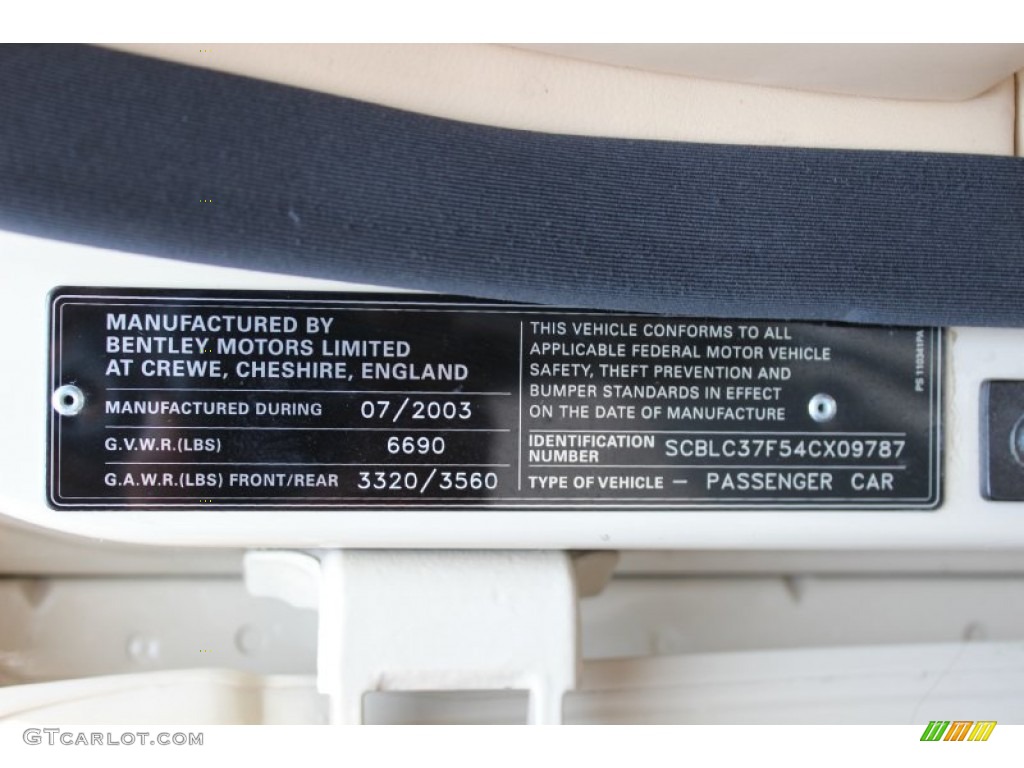 MANUFACTURED BY
BENTLEY MOTORS LIMITED
AT CREWE, CHESHIRE, ENGLAND
MANUFACTURED DURING 07/2003
G.V.W.R.(LBS) 6690
G.A.W.R.(LBS) FRONT/REAR 3320/3560
THIS VEHICLE CONFORMS TO ALL
APPLICABLE FEDERAL MOTOR VEHICLE
SAFETY, THEFT PREVENTION AND
BUMPER STANDARDS IN EFFECT
ON THE DATE OF MANUFACTURE
IDENTIFICATION
NUMBER SCBLC37F54CX09787
TYPE OF VEHICLE – PASSENGER CAR
PS 110341PA
GTCARLOT.COM